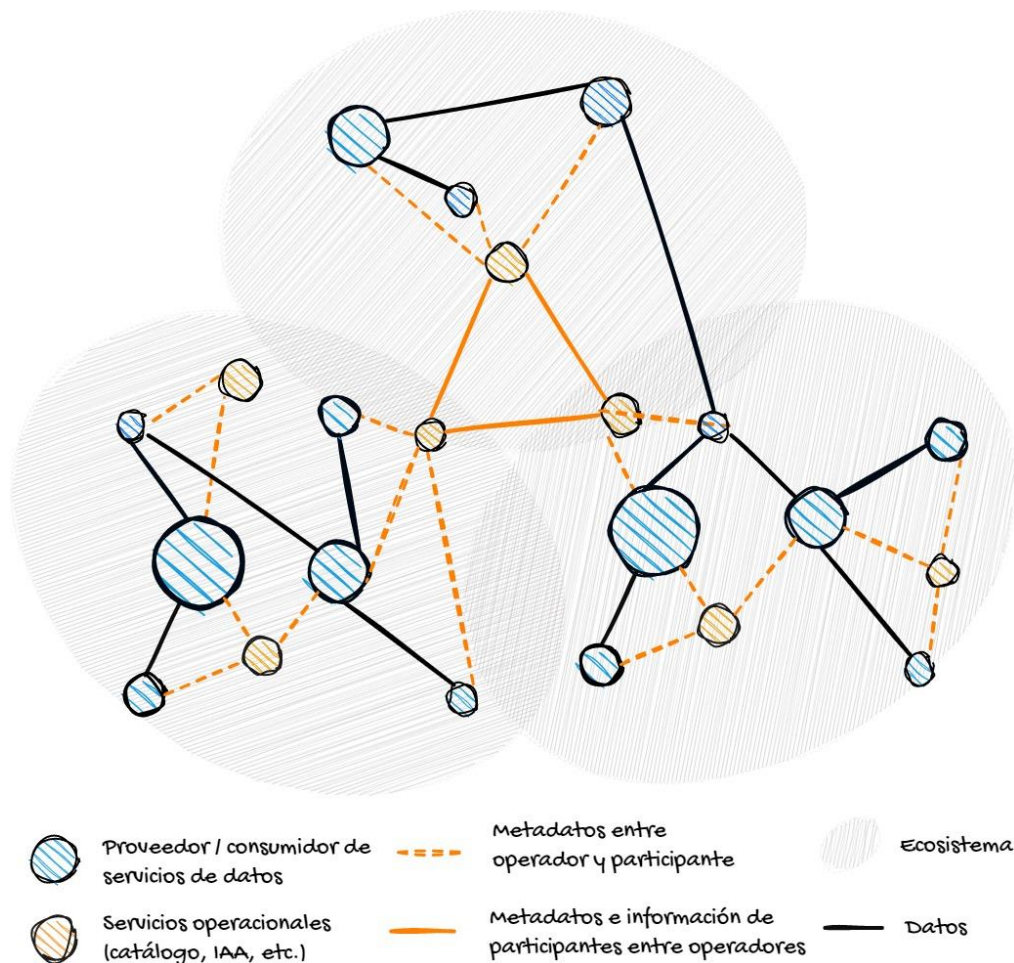 Proveedor / consumidor de
servicios de datos
Metadatos entre
operador y participante
Ecosistema
Servicios operacionales
(catálogo, IAA, etc.)
Metadatos e información de
participantes entre operadores
Datos